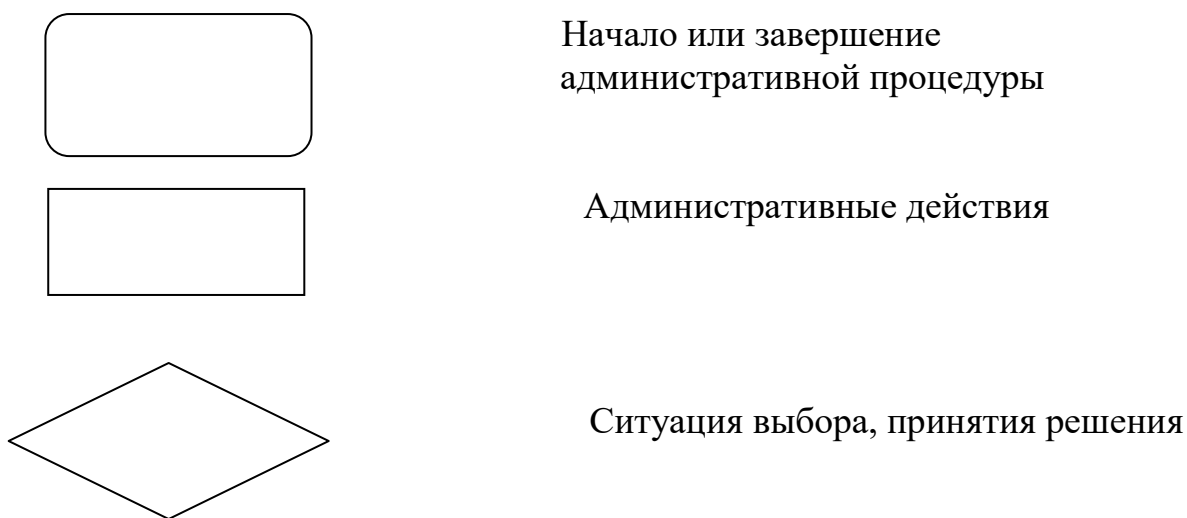 Начало или завершение
административной процедуры
Административные действия
Ситуация выбора, принятия решения